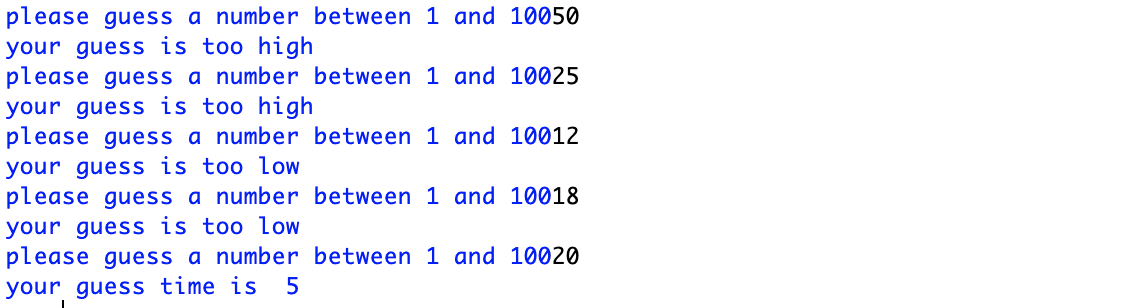 please guess a number between 1 and 10050
your guess is too high
please guess a number between 1 and 10025
your guess is too high
please guess a number between 1 and 10012
your guess is too low
please guess a number between 1 and 10018
your guess is too low
please guess a number between 1 and 10020
your guess time is  5